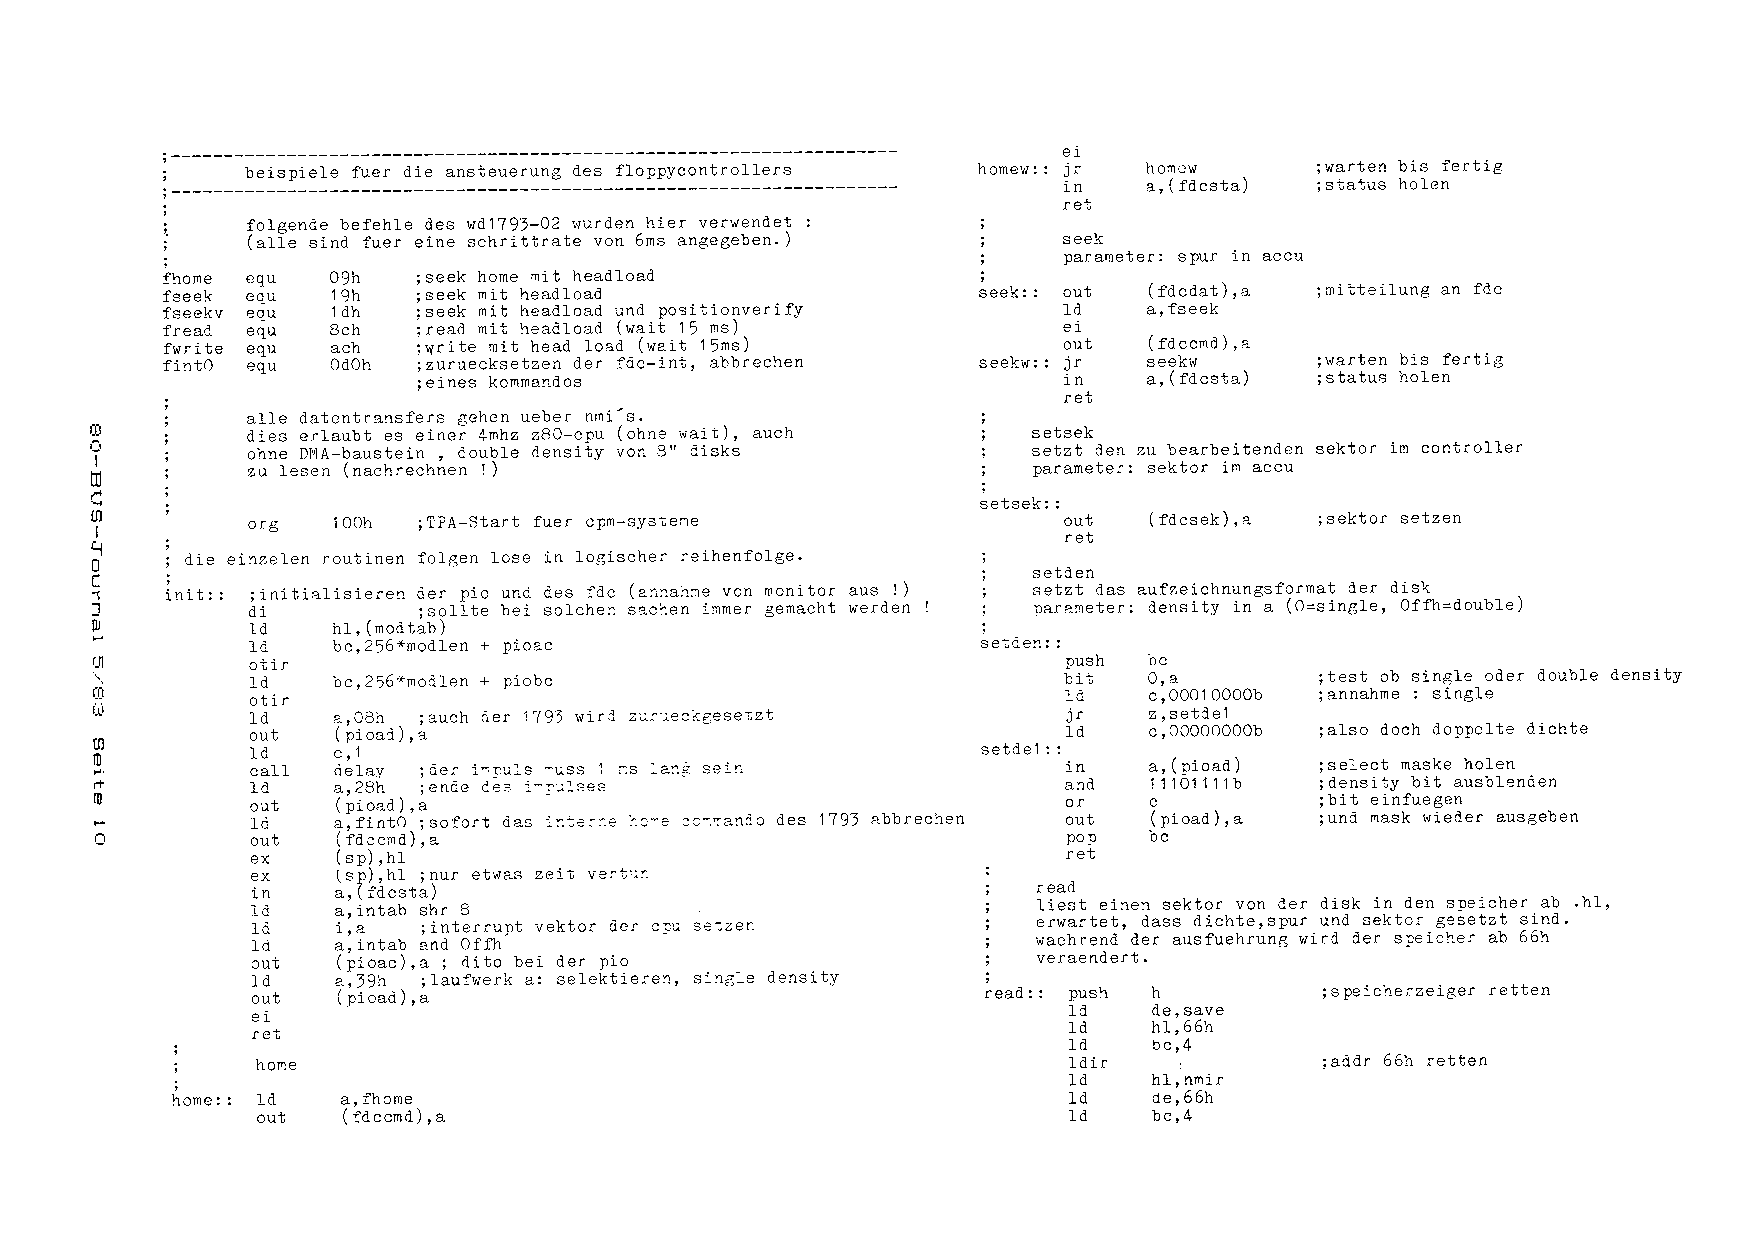 ;---------------------------------------------------------------------
;       beispiele fuer die ansteuerung des floppycontrollers
;---------------------------------------------------------------------
;
;       folgende befehle des wd1793-02 wurden hier verwendet :
;       (alle sind fuer eine schrittrate von 6ms angegeben.)
;
fhome   equ     09h     ;seek home mit headload
fseek   equ     19h     ;seek mit headload
fseekv  equ     1dh     ;seek mit headload und positionverify
fread   equ     8ch     ;read mit headload (wait 15 ms)
fwrite  equ     ach     ;write mit head load (wait 15ms)
fint0   equ     0d0h    ;zuruecksetzen der fdc-int, abbrechen
                        ;eines kommandos
;
;       alle datentransfers gehen ueber nmi´s.
;       dies erlaubt es einer 4mhz z80-cpu (ohne wait), auch
;       ohne DMA-baustein , double density von 8" disks
;       zu lesen (nachrechnen !)
;
;
        org     100h    ;TPA-Start fuer cpm-systeme
;
; die einzelen routinen folgen lose in logischer reihenfolge.
;
init::  ;initialisieren der pio und des fdc (annahme von monitor aus !)
        di              ;sollte bei solchen sachen immer gemacht werden !
        ld      hl,(modtab)
        ld      bc,256*modlen + pioac
        otir
        ld      bc,256*modlen + piobc
        otir
        ld      a,08h   ;auch der 1793 wird zurueckgesetzt
        out     (pioad),a
        ld      c,1
        call    delay   ;der impuls muss 1 ms lang sein
        ld      a,28h   ;ende des impulses
        out     (pioad),a
        ld      a,fint0 ;sofort das interne home commando des 1793 abbrechen
        out     (fdccmd),a
        ex      (sp),hl
        ex      (sp),hl ;nur etwas zeit vertun
        in      a,(fdcsta)
        ld      a,intab shr 8
        ld      i,a     ;interrupt vektor der cpu setzen
        ld      a,intab and 0ffh
        out     (pioac),a ; dito bei der pio
        ld      a,39h   ;laufwerk a: selektieren, single density
        out     (pioad),a
        ei
        ret
;
;       home
;
home::  ld      a,fhome
        out     (fdccmd),a
        ei
homew:: jr      homew           ;warten bis fertig
        in      a,(fdcsta)      ;status holen
        ret
;
;       seek
;       parameter: spur in accu
;
seek::  out     (fdcdat),a      ;mitteilung an fdc
        ld      a,fseek
        ei
        out     (fdccmd),a
seekw:: jr      seekw           ;warten bis fertig
        in      a,(fdcsta)      ;status holen
        ret
;
;    setsek
;    setzt den zu bearbeitenden sektor im controller
;    parameter: sektor im accu
;
setsek::
        out     (fdcsek),a      ;sektor setzen
        ret
;
;    setden
;    setzt das aufzeichnungsformat der disk
;    parameter: density in a (0=single, 0ffh=double)
;
setden::
        push    bc
        bit     0,a             ;test ob single oder double density
        ld      c,00010000b     ;annahme : single
        jr      z,setde1
        ld      c,00000000b     ;also doch doppelte dichte
setde1::
        in      a,(pioad)       ;select maske holen
        and     11101111b       ;density bit ausblenden
        or      c               ;bit einfuegen
        out     (pioad),a       ;und mask wieder ausgeben
        pop     bc
        ret
;
;    read
;    liest einen sektor von der disk in den speicher ab .hl,
;    erwartet, dass dichte,spur und sektor gesetzt sind.
;    waehrend der ausfuehrung wird der speicher ab 66h
;    veraendert.
;
read::  push    h               ;speicherzeiger retten
        ld      de,save
        ld      hl,66h
        ld      bc,4
        ldir                    ;addr 66h retten
        ld      hl,nmir
        ld      de,66h
        ld      bc,4
80-BUS-Journal 5/83 Seite 10